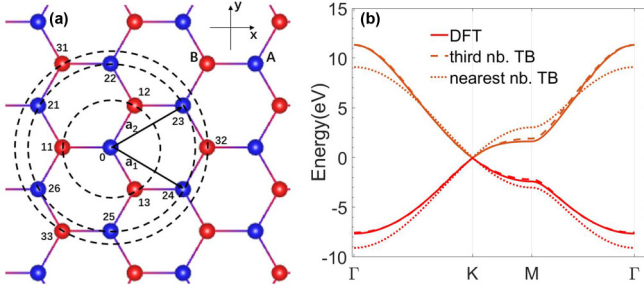 (a)
y
x
31
22
B
A
12
21
23
a₂
11
0
32
a₁
26
13
24
25
33
(b)
15
10
5
0
-5
-10
Energy(eV)
DFT
third nb. TB
nearest nb. TB
Γ
K
M
Γ